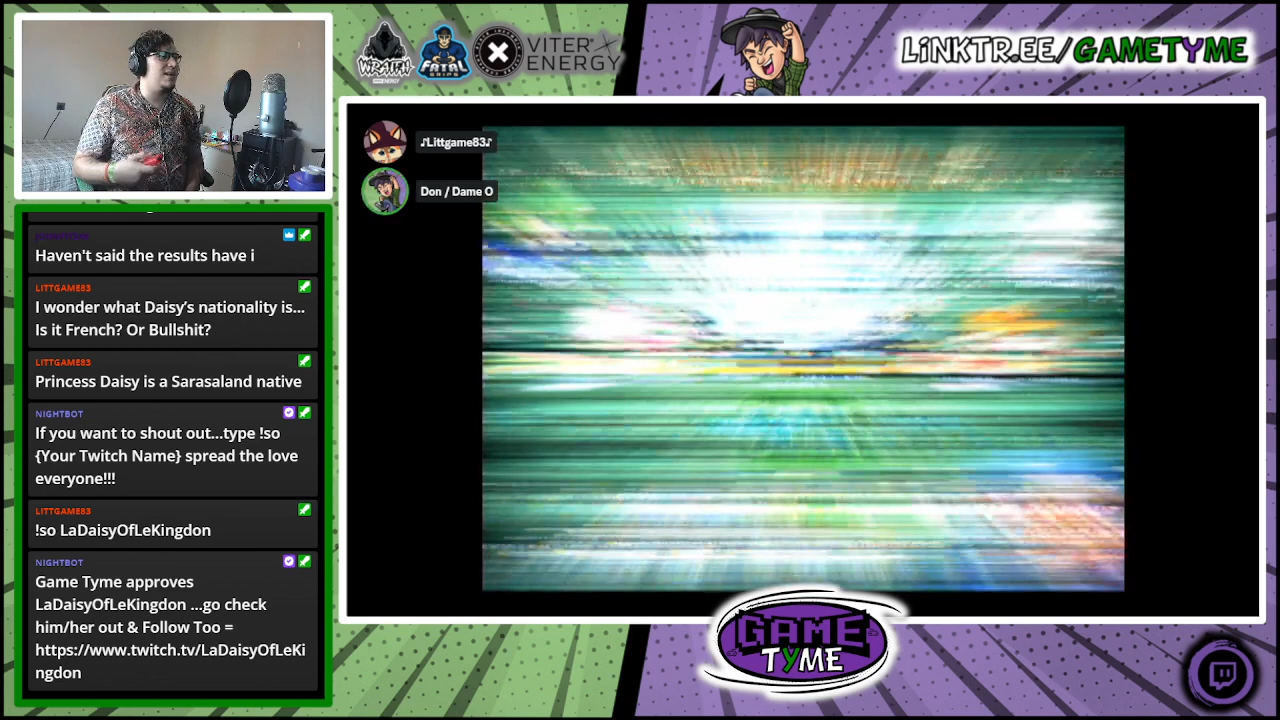 WRAITH
FATAL
GRIPS
VITER
ENERGY
LiNKTR.EE/GAMETYME
♪Littgame83♪
Don / Dame O
Haven't said the results have i
LITTGAME83
I wonder what Daisy’s nationality is...
Is it French? Or Bullshit?
LITTGAME83
Princess Daisy is a Sarasaland native
NIGHTBOT
If you want to shout out...type !so
{Your Twitch Name} spread the love
everyone!!!
LITTGAME83
!so LaDaisyOfLeKingdon
NIGHTBOT
Game Tyme approves
LaDaisyOfLeKingdon ...go check
him/her out & Follow Too =
https://www.twitch.tv/LaDaisyOfLeKi
ngdon
GAME
TYME